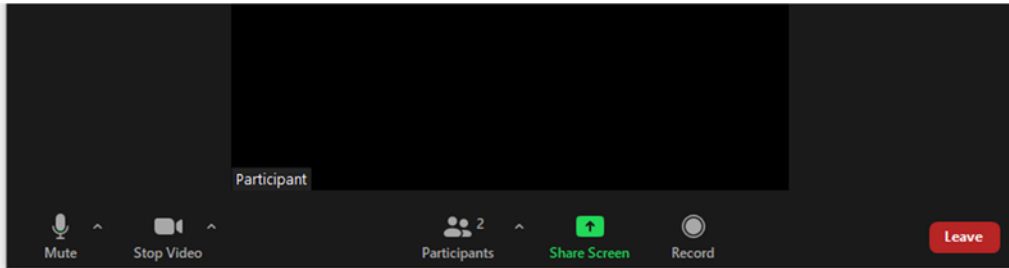 Participant
Mute
Stop Video
Participants 2
Share Screen
Record
Leave